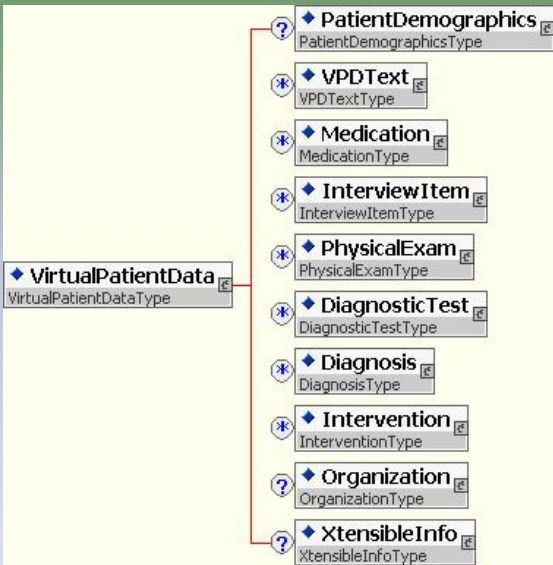 ? PatientDemographics
PatientDemographicsType
* VPDText
VPDTextType
* Medication
MedicationType
* InterviewItem
InterviewItemType
* PhysicalExam
PhysicalExamType
VirtualPatientData
VirtualPatientDataType
* DiagnosticTest
DiagnosticTestType
* Diagnosis
DiagnosisType
* Intervention
InterventionType
? Organization
OrganizationType
? XtensibleInfo
XtensibleInfoType